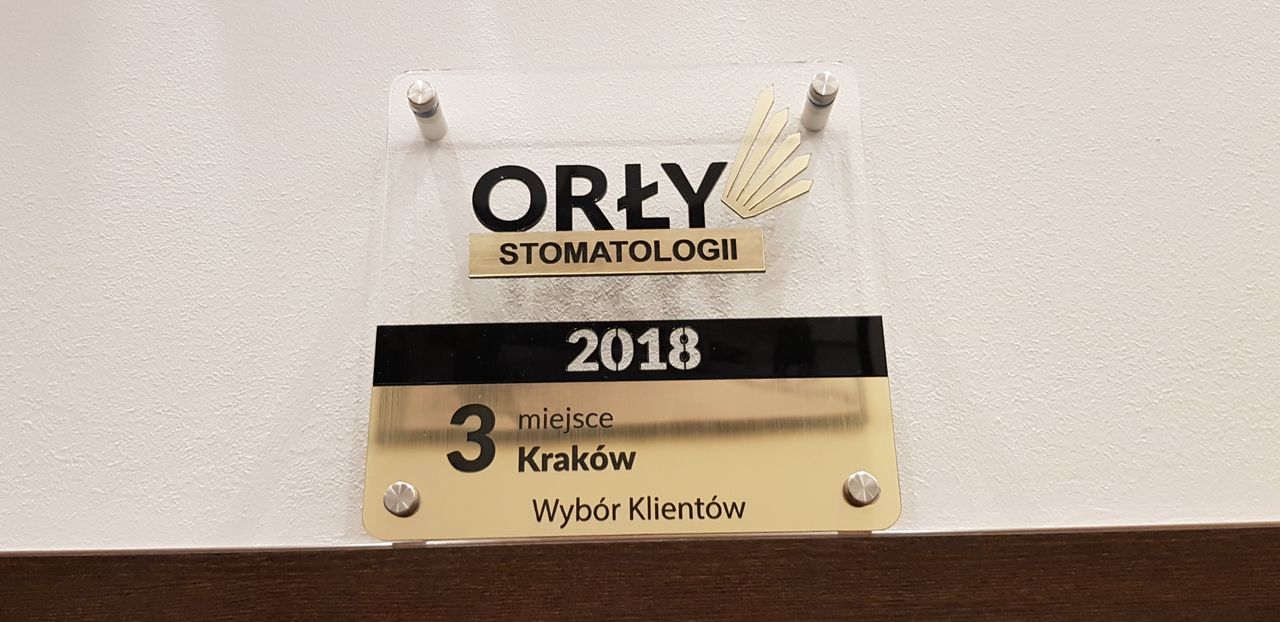 ORŁY
STOMATOLOGII
2018
3 miejsce
Kraków
Wybór Klientów